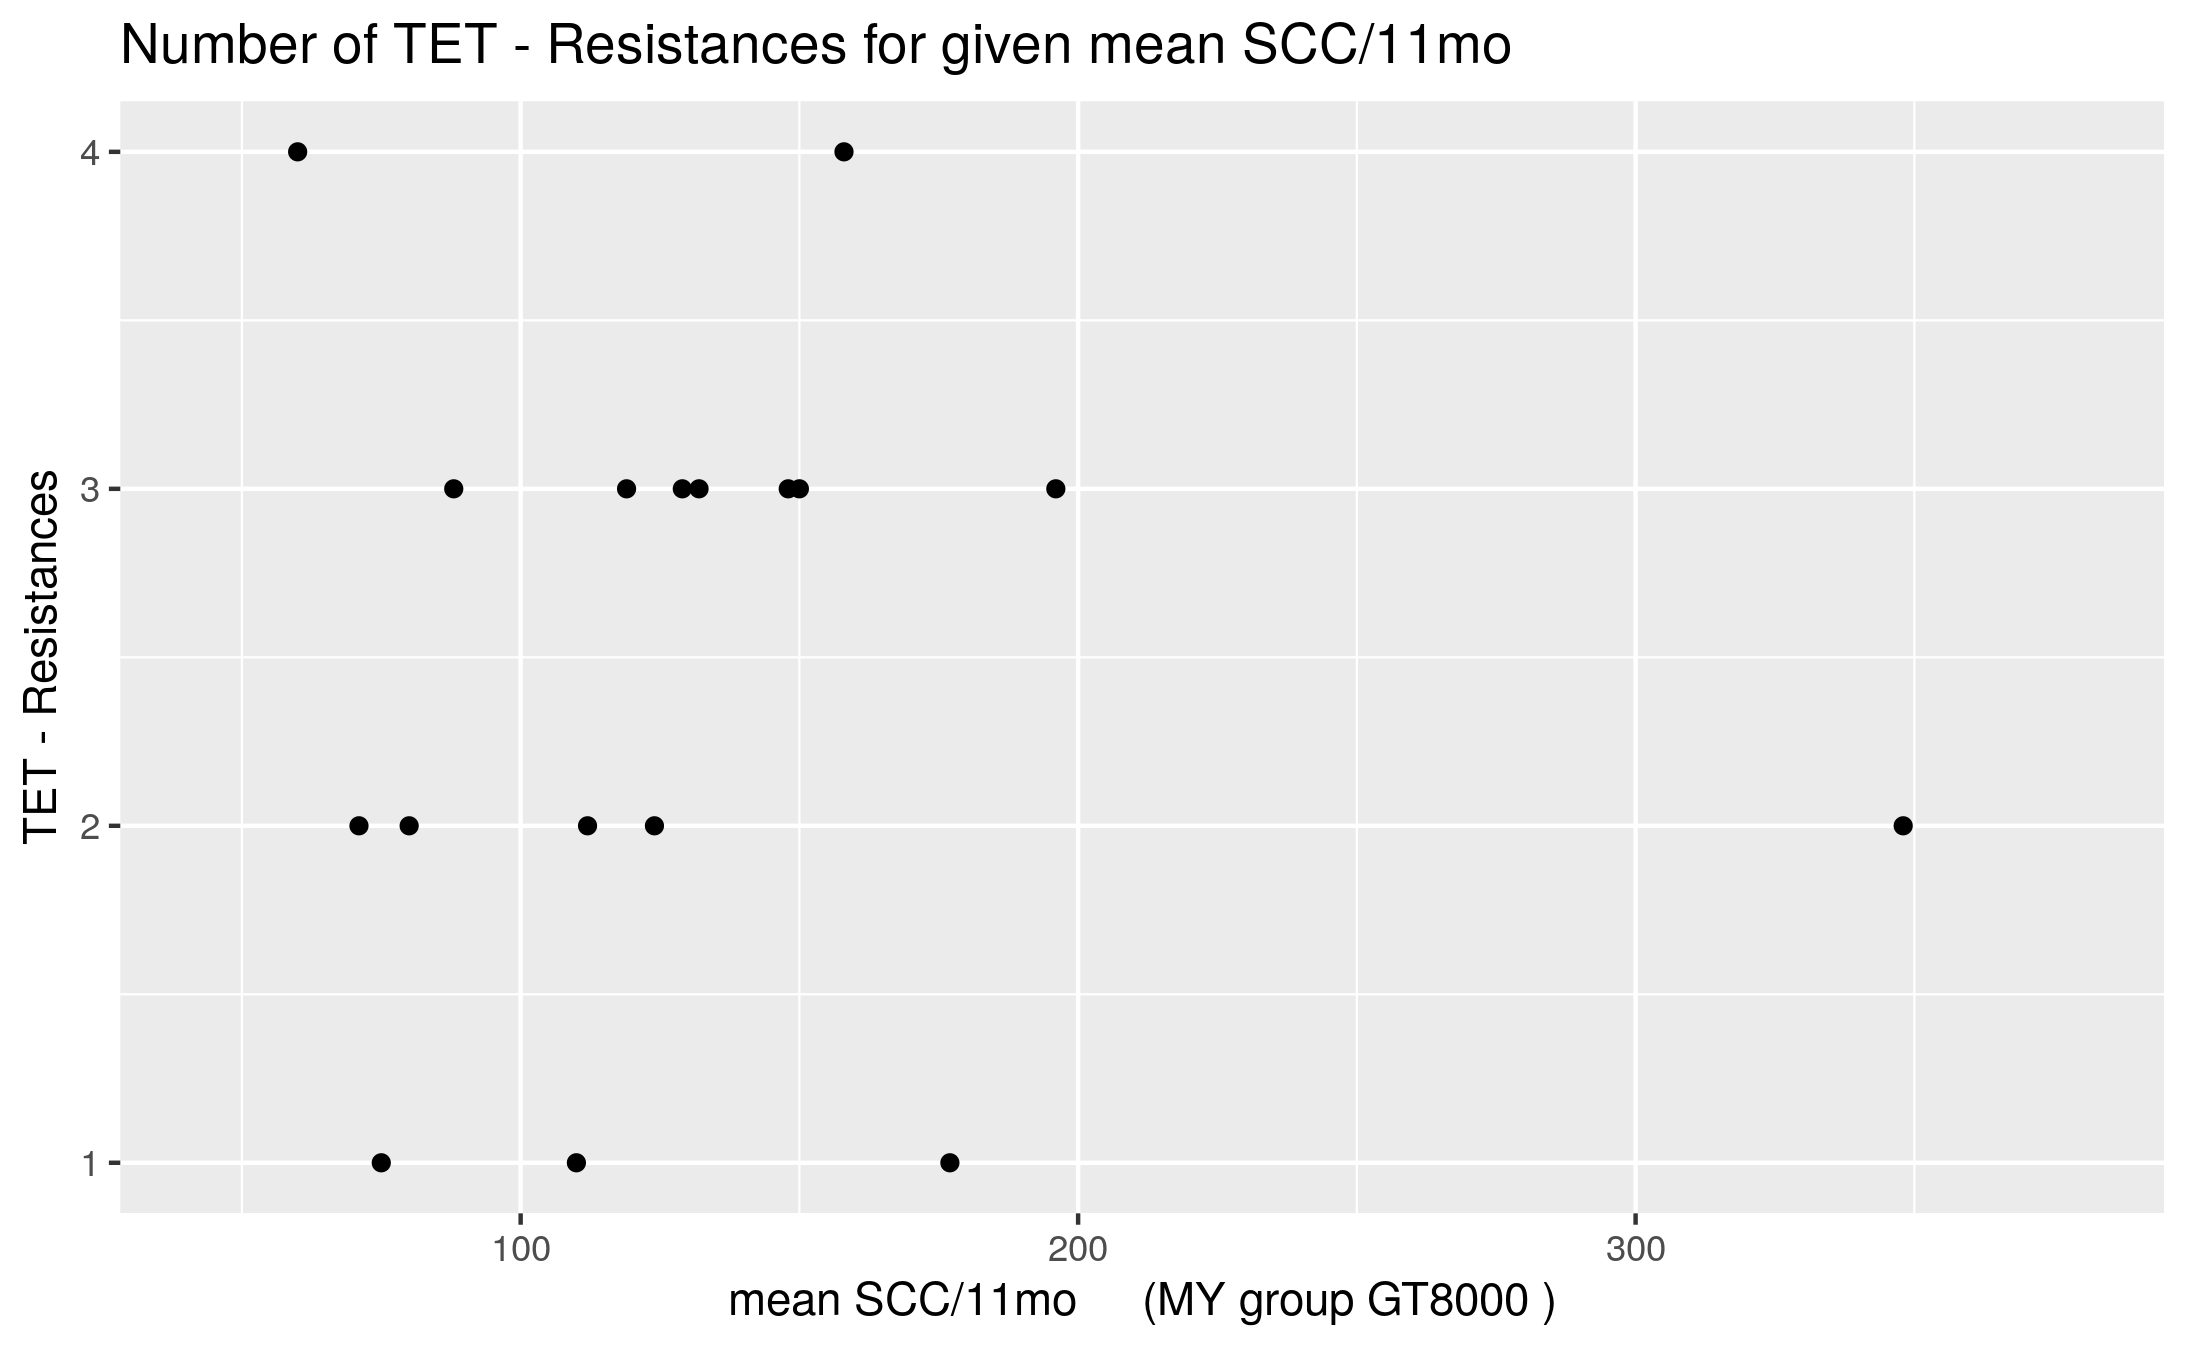 Number of TET - Resistances for given mean SCC/11mo
TET - Resistances
4
3
2
1
100 200 300
mean SCC/11mo (MY group GT8000 )